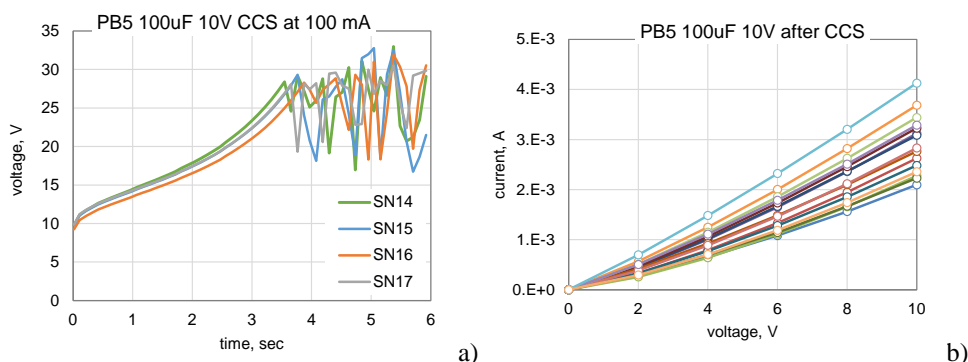 PB5 100uF 10V CCS at 100 mA
35
30
25
20
15
10
5
0
voltage, V
0 1 2 3 4 5 6
time, sec
SN14
SN15
SN16
SN17
a)
PB5 100uF 10V after CCS
5.E-3
4.E-3
3.E-3
2.E-3
1.E-3
0.E+0
current, A
0 2 4 6 8 10
voltage, V
b)